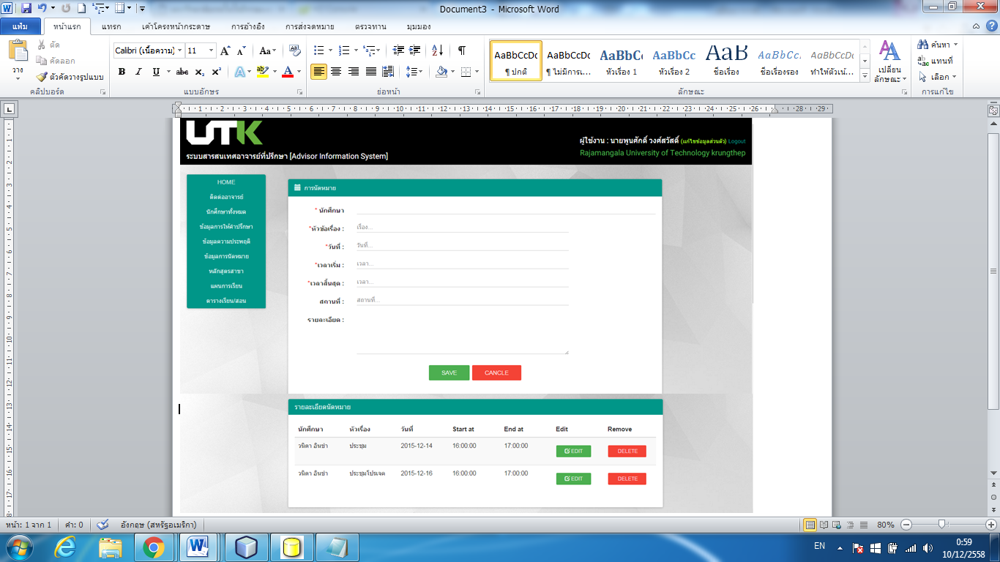 Document3 - Microsoft Word
แฟ้ม หน้าแรก แทรก เค้าโครงหน้ากระดาษ การอ้างอิง การส่งจดหมาย ตรวจทาน มุมมอง
วาง
ตัด
คัดลอก
ตัวคัดวางรูปแบบ
คลิปบอร์ด
Calibri (เนื้อความ) 11
แบบอักษร
ย่อหน้า
AaBbCcDc AaBbCcDc AaBbC AaBbCc AaB AaBbCc AaBbCcDc
¶ ปกติ ¶ ไม่มีการเ... หัวเรื่อง 1 หัวเรื่อง 2 ชื่อเรื่อง ชื่อเรื่องรอง ทำให้ตัวเน้...
ลักษณะ
เปลี่ยน
ลักษณะ
ค้นหา
แทนที่
เลือก
การแก้ไข
UTK
ระบบสารสนเทศอาจารย์ที่ปรึกษา [Advisor Information System]
ผู้ใช้งาน : นายพูนศักดิ์ วงศ์สวัสดิ์ (แก้ไขข้อมูลส่วนตัว) Logout
Rajamangala University of Technology krungthep
HOME
ติดต่ออาจารย์
นักศึกษาทั้งหมด
ข้อมูลการให้คำปรึกษา
ข้อมูลความประพฤติ
ข้อมูลการนัดหมาย
หลักสูตรสาขา
แผนการเรียน
ตารางเรียน/สอน
การนัดหมาย
* นักศึกษา
*หัวข้อเรื่อง : เรื่อง...
*วันที่ : วันที่...
*เวลาเริ่ม : เวลา...
*เวลาสิ้นสุด : เวลา...
สถานที่ : สถานที่...
รายละเอียด :
SAVE CANCLE
รายละเอียดนัดหมาย
นักศึกษา หัวเรื่อง วันที่ Start at End at Edit Remove
วนิดา อินขำ ประชุม 2015-12-14 16:00:00 17:00:00 EDIT DELETE
วนิดา อินขำ ประชุมโปรเจค 2015-12-16 16:00:00 17:00:00 EDIT DELETE
หน้า: 1 จาก 1 คำ: 0 อังกฤษ (สหรัฐอเมริกา) 80%
EN 0:59
10/12/2558